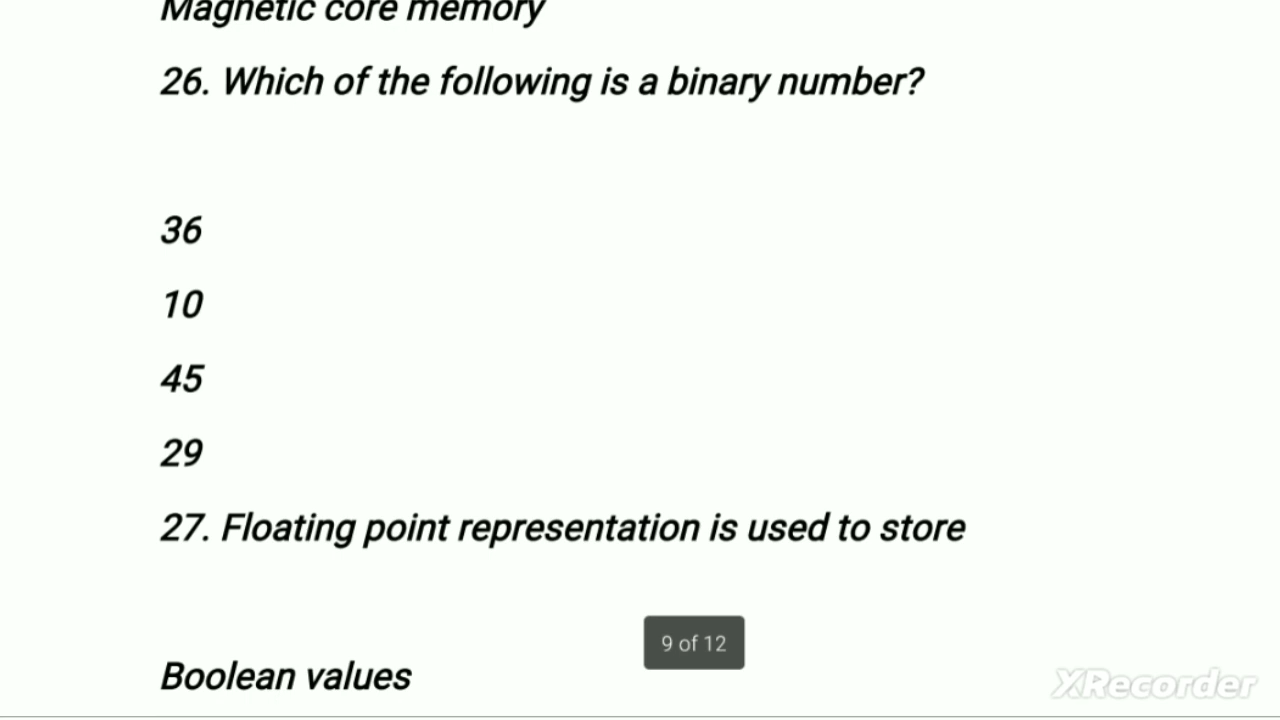 Magnetic core memory
26. Which of the following is a binary number?
36
10
45
29
27. Floating point representation is used to store
9 of 12
Boolean values
XRecorder